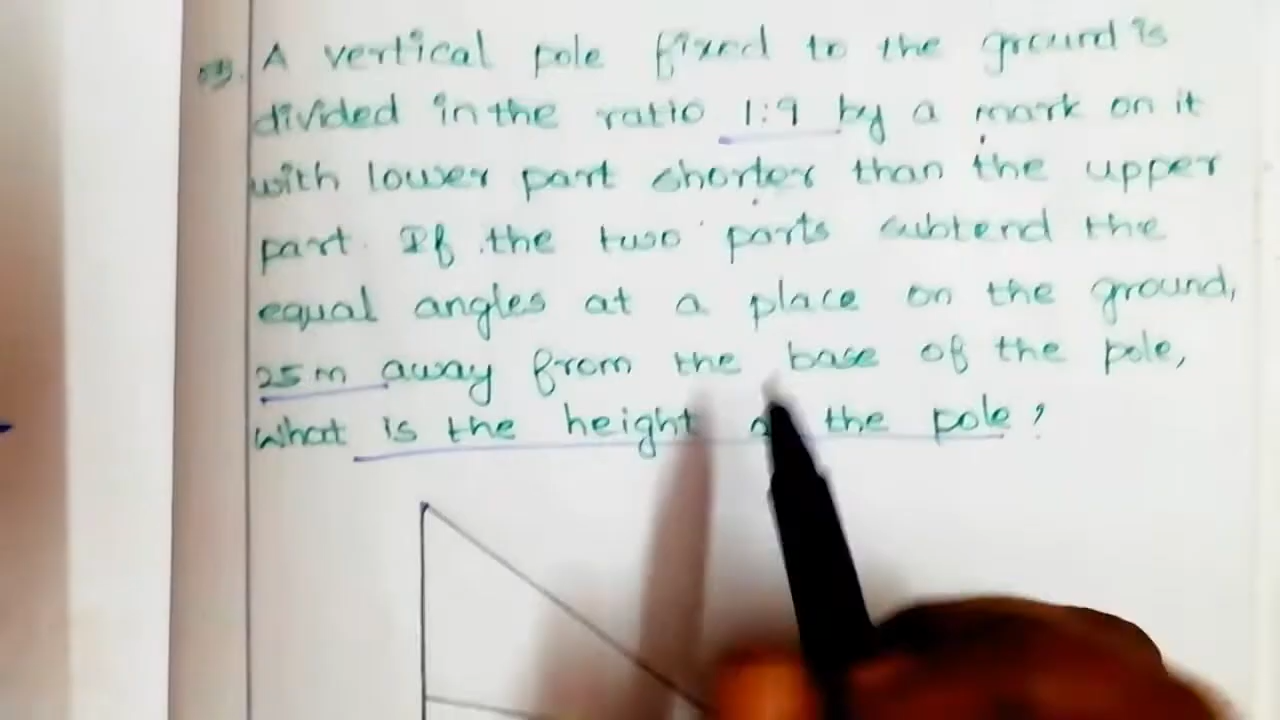 A vertical pole fixed to the ground is
divided in the ratio 1:9 by a mark on it
with lower part shorter than the upper
part. If the two parts subtend the
equal angles at a place on the ground,
25m away from the base of the pole,
What is the height the pole?